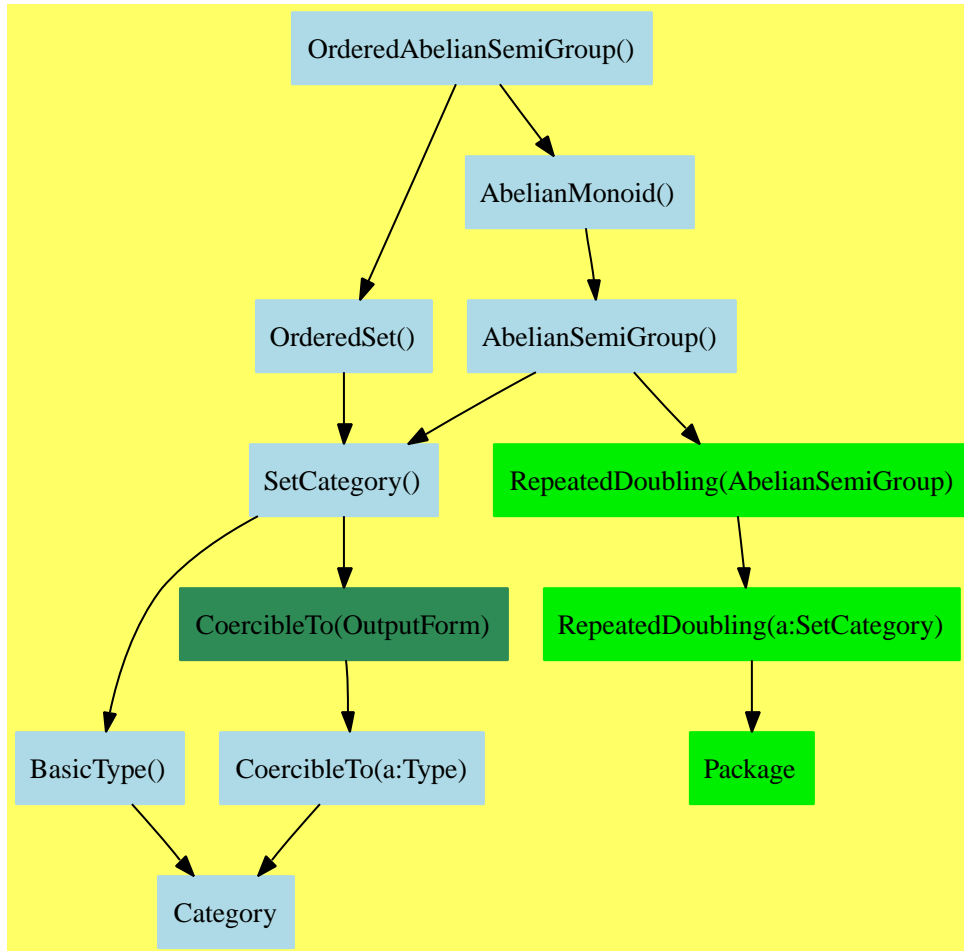 OrderedAbelianSemiGroup()
AbelianMonoid()
OrderedSet()
AbelianSemiGroup()
SetCategory()
RepeatedDoubling(AbelianSemiGroup)
CoercibleTo(OutputForm)
RepeatedDoubling(a:SetCategory)
BasicType()
CoercibleTo(a:Type)
Package
Category